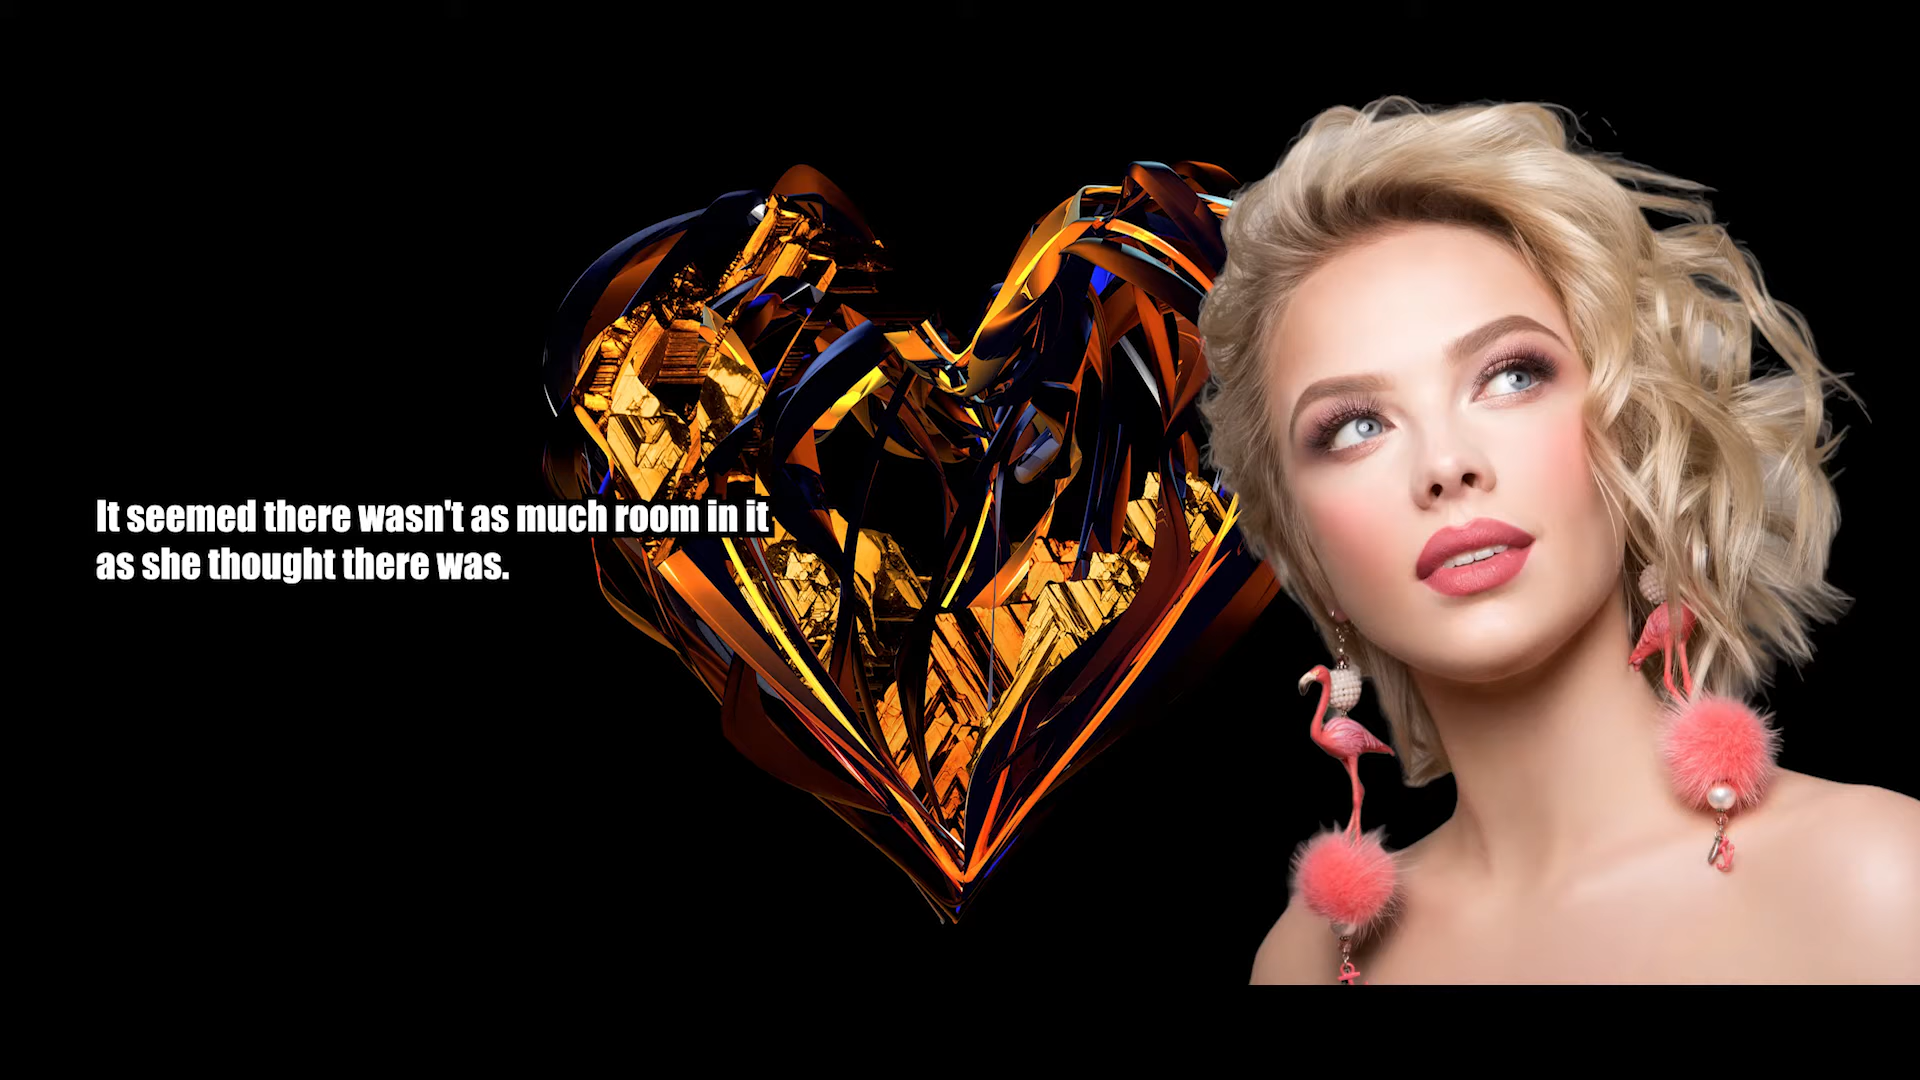 It seemed there wasn't as much room in it
as she thought there was.